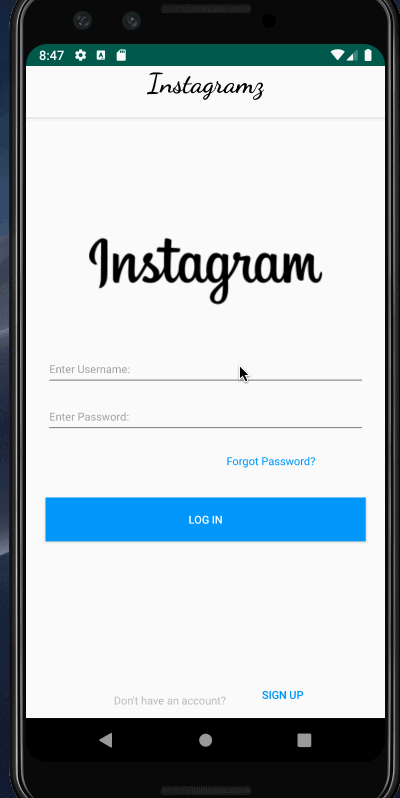 8:47
Instagramz
Instagram
Enter Username:
Enter Password:
Forgot Password?
LOG IN
Don't have an account? SIGN UP